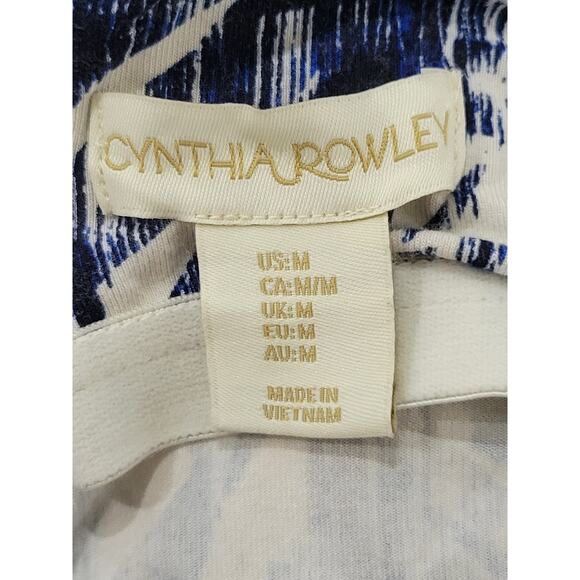 CYNTHIA ROWLEY
US:M
CA:M/M
UK:M
EU:M
AU:M
MADE IN
VIETNAM